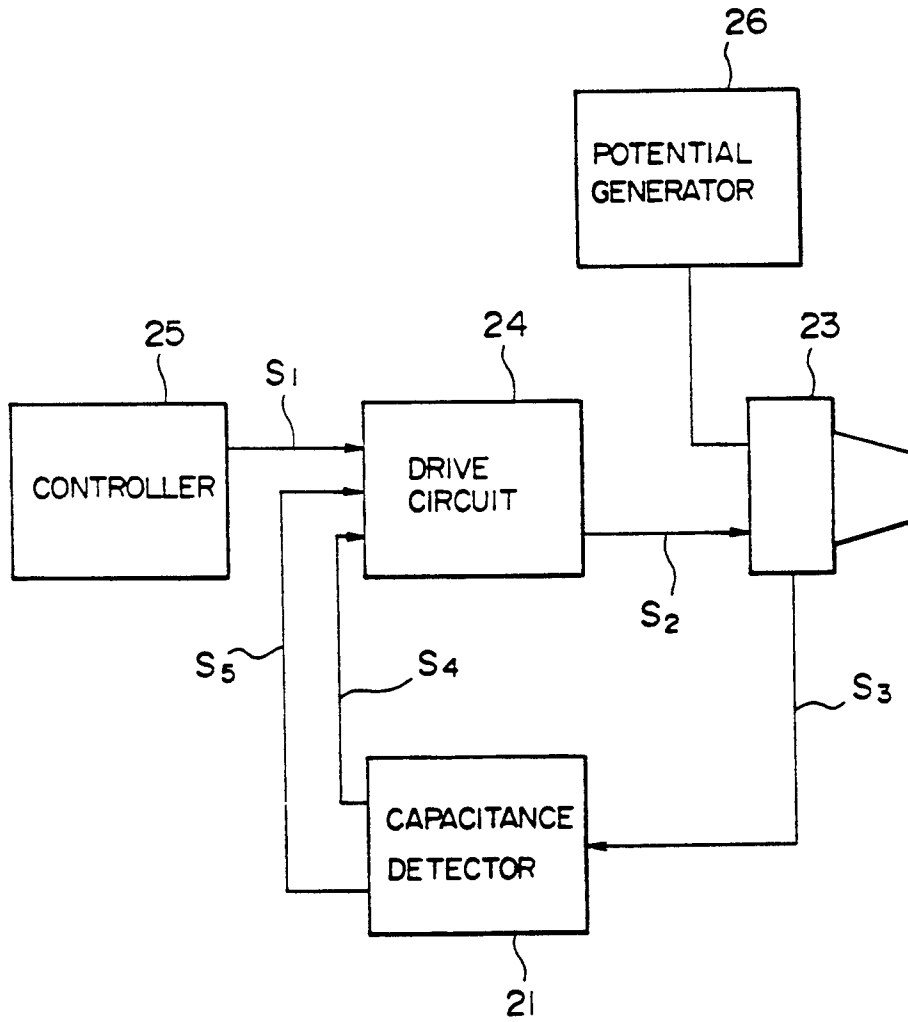 26
POTENTIAL
GENERATOR
25
24
23
S1
CONTROLLER
DRIVE
CIRCUIT
S2
S5
S4
S3
CAPACITANCE
DETECTOR
21